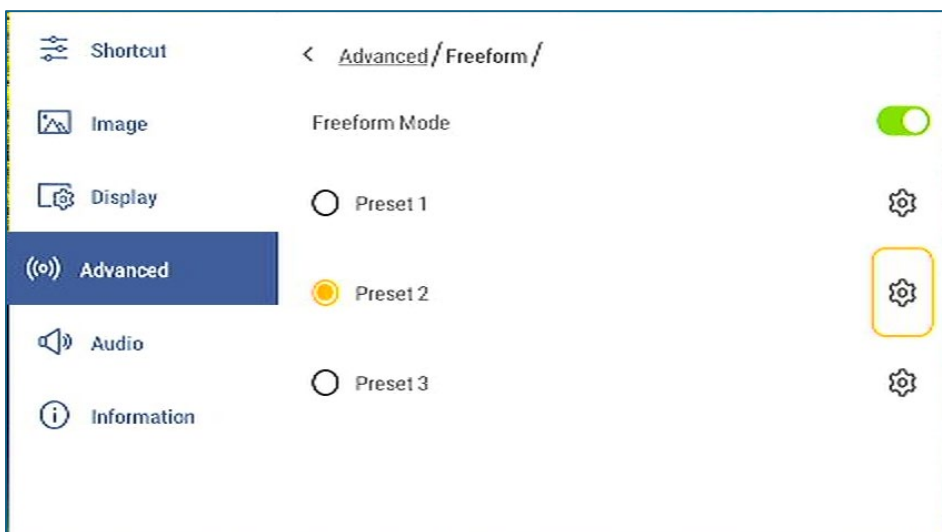 Shortcut
Image
Display
Advanced
Audio
Information
< Advanced/Freeform/
Freeform Mode
Preset 1
Preset 2
Preset 3